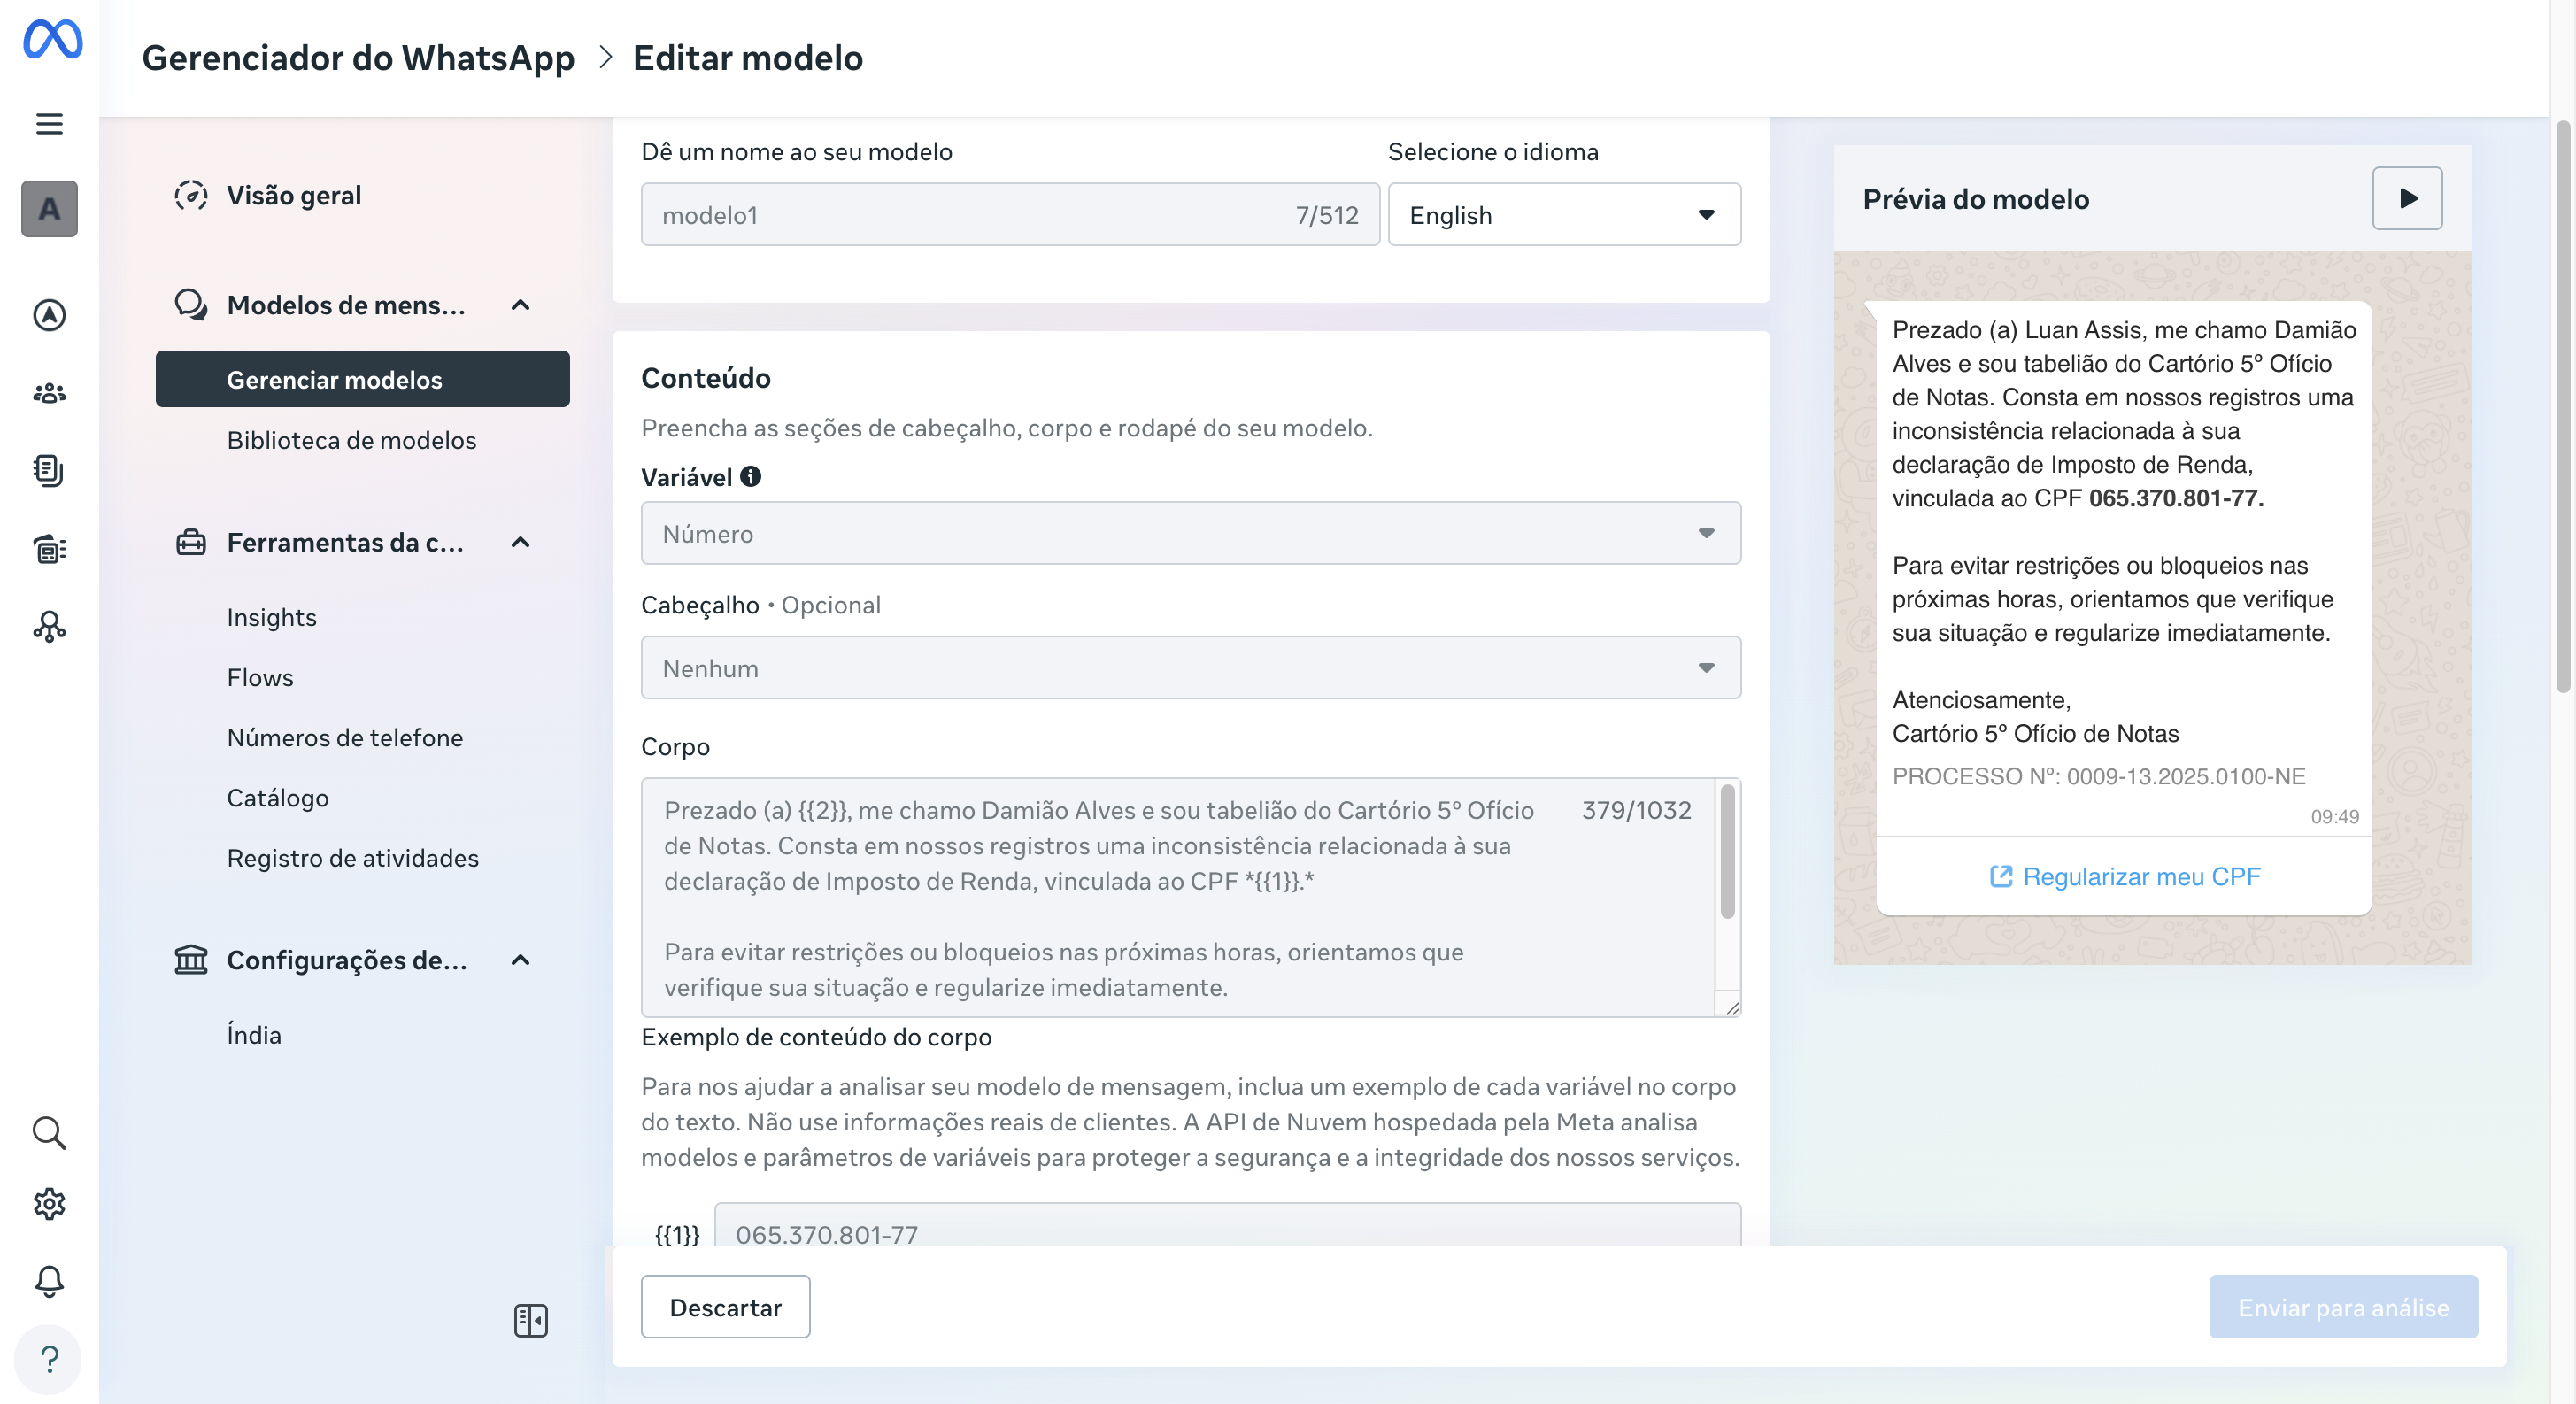 Gerenciador do WhatsApp > Editar modelo
A
Visão geral
Modelos de mens...
Gerenciar modelos
Biblioteca de modelos
Ferramentas da c...
Insights
Flows
Números de telefone
Catálogo
Registro de atividades
Configurações de...
Índia
?
Dê um nome ao seu modelo
modelo1 7/512
Selecione o idioma
English
Conteúdo
Preencha as seções de cabeçalho, corpo e rodapé do seu modelo.
Variável
Número
Cabeçalho • Opcional
Nenhum
Corpo
Prezado (a) {{2}}, me chamo Damião Alves e sou tabelião do Cartório 5º Ofício
379/1032
de Notas. Consta em nossos registros uma inconsistência relacionada à sua
declaração de Imposto de Renda, vinculada ao CPF *{{1}}.*
Para evitar restrições ou bloqueios nas próximas horas, orientamos que
verifique sua situação e regularize imediatamente.
Exemplo de conteúdo do corpo
Para nos ajudar a analisar seu modelo de mensagem, inclua um exemplo de cada variável no corpo
do texto. Não use informações reais de clientes. A API de Nuvem hospedada pela Meta analisa
modelos e parâmetros de variáveis para proteger a segurança e a integridade dos nossos serviços.
{{1}} 065.370.801-77
Descartar
Enviar para análise
Prévia do modelo
Prezado (a) Luan Assis, me chamo Damião
Alves e sou tabelião do Cartório 5º Ofício
de Notas. Consta em nossos registros uma
inconsistência relacionada à sua
declaração de Imposto de Renda,
vinculada ao CPF 065.370.801-77.
Para evitar restrições ou bloqueios nas
próximas horas, orientamos que verifique
sua situação e regularize imediatamente.
Atenciosamente,
Cartório 5º Ofício de Notas
PROCESSO Nº: 0009-13.2025.0100-NE
09:49
Regularizar meu CPF